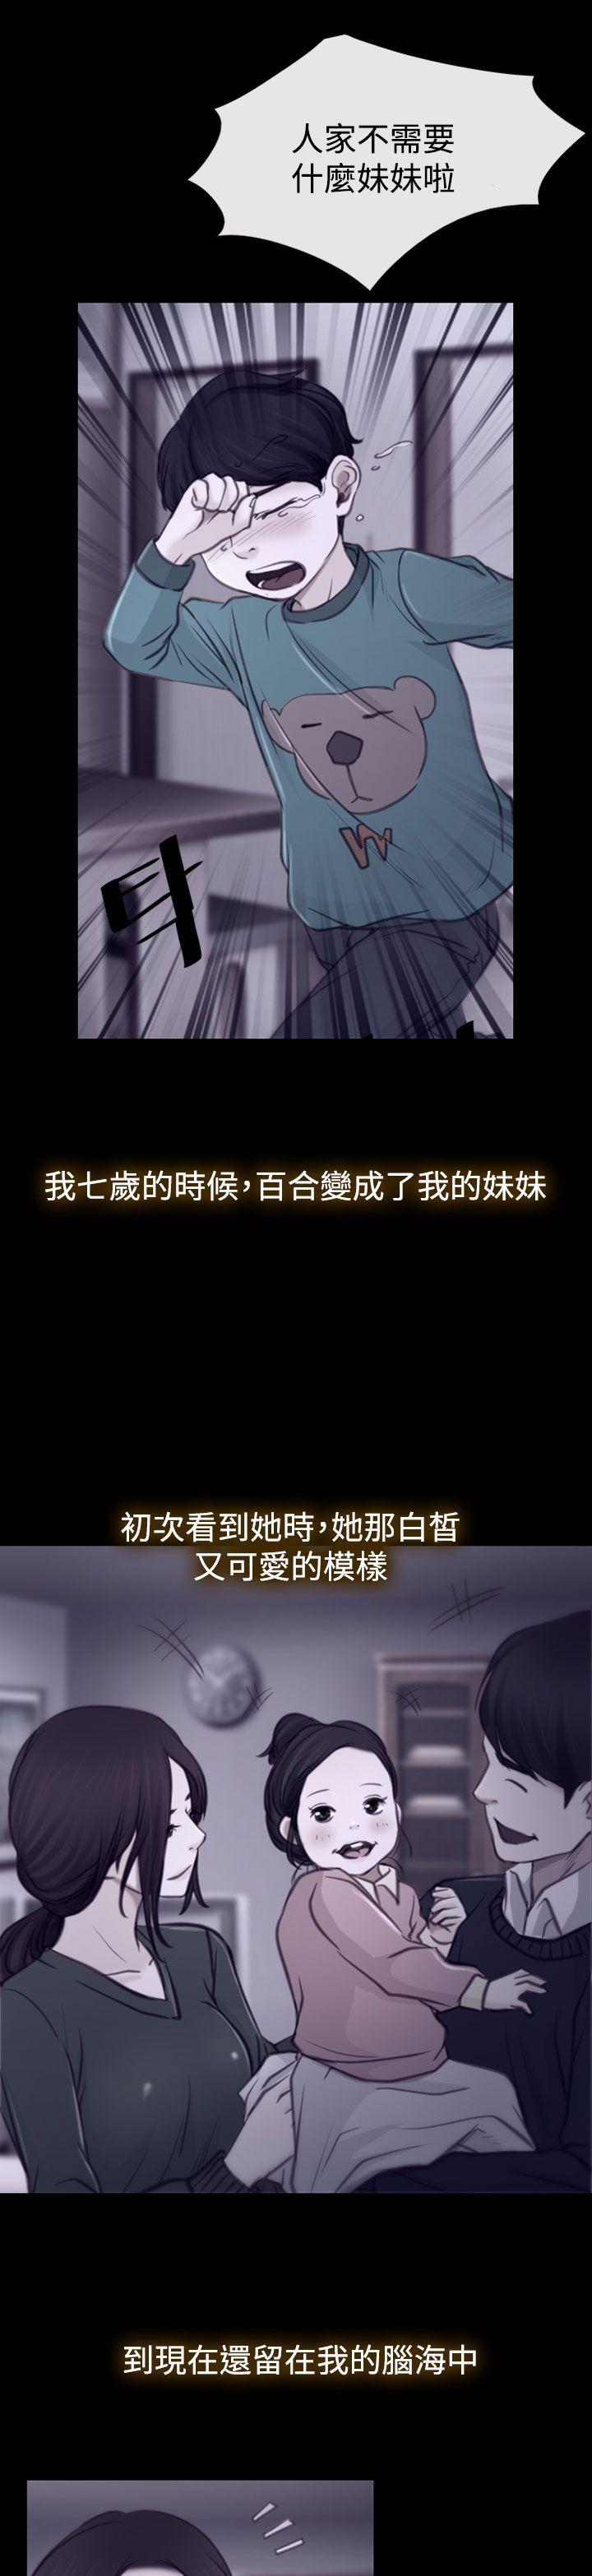 人家不需要
什麼妹妹啦
W
타
我七歲的時候,百合變成了我的妹妹
初次看到她時,她那白皙
又可愛的模樣
到現在還留在我的腦海中